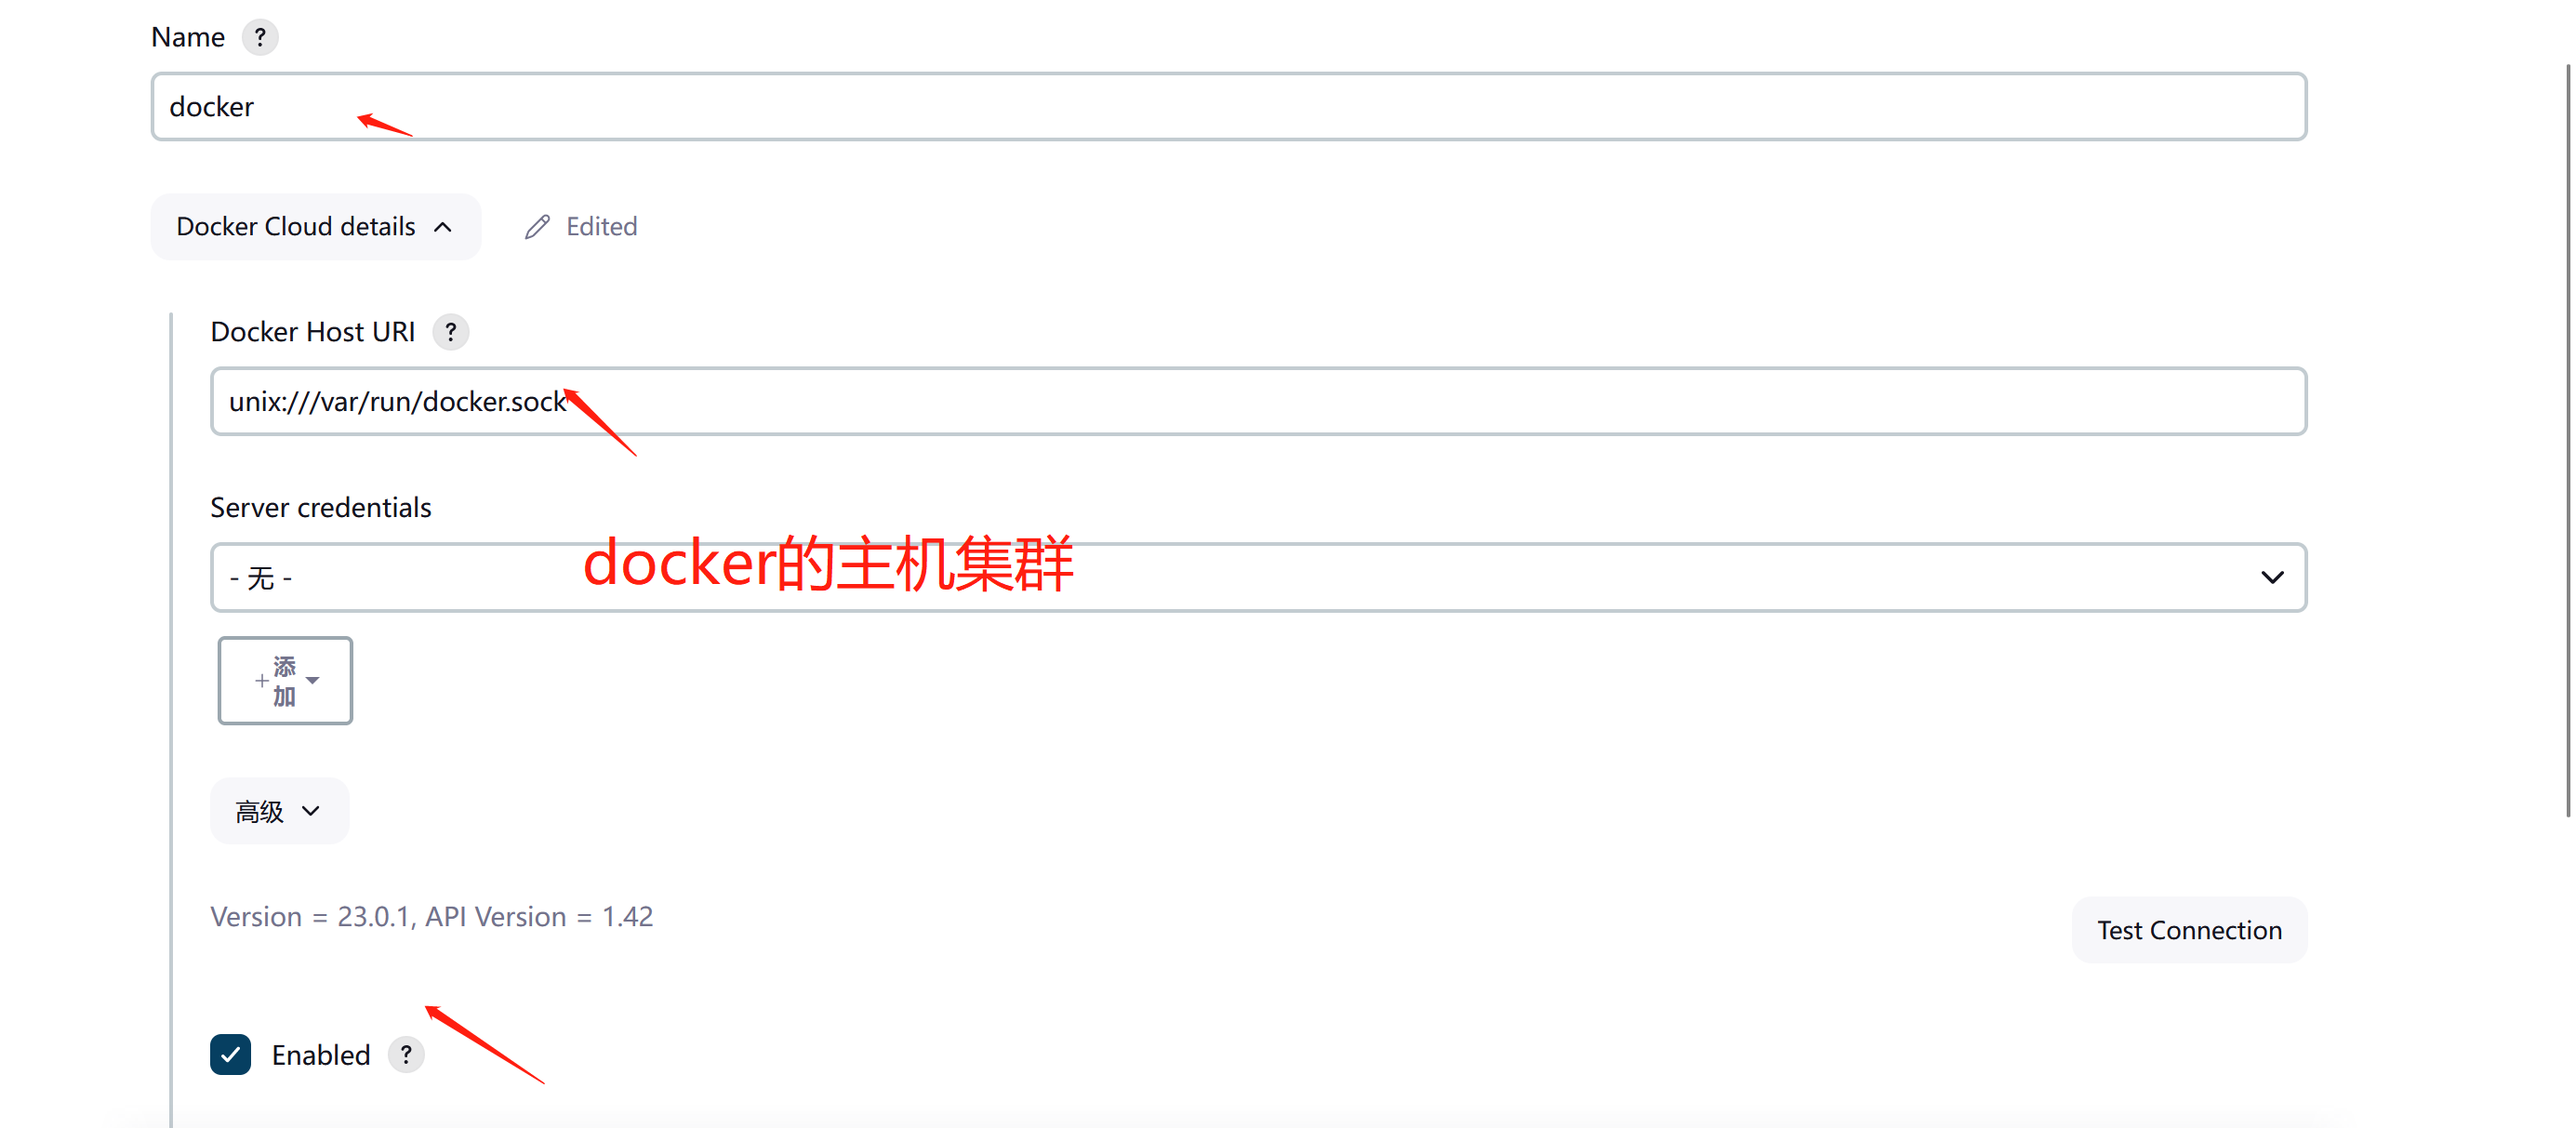 Name ?
docker
Docker Cloud details Edited
Docker Host URI ?
unix:///var/run/docker.sock
Server credentials
docker的主机集群
- 无 -
+添
加
高级
Version = 23.0.1, API Version = 1.42
Test Connection
Enabled ?